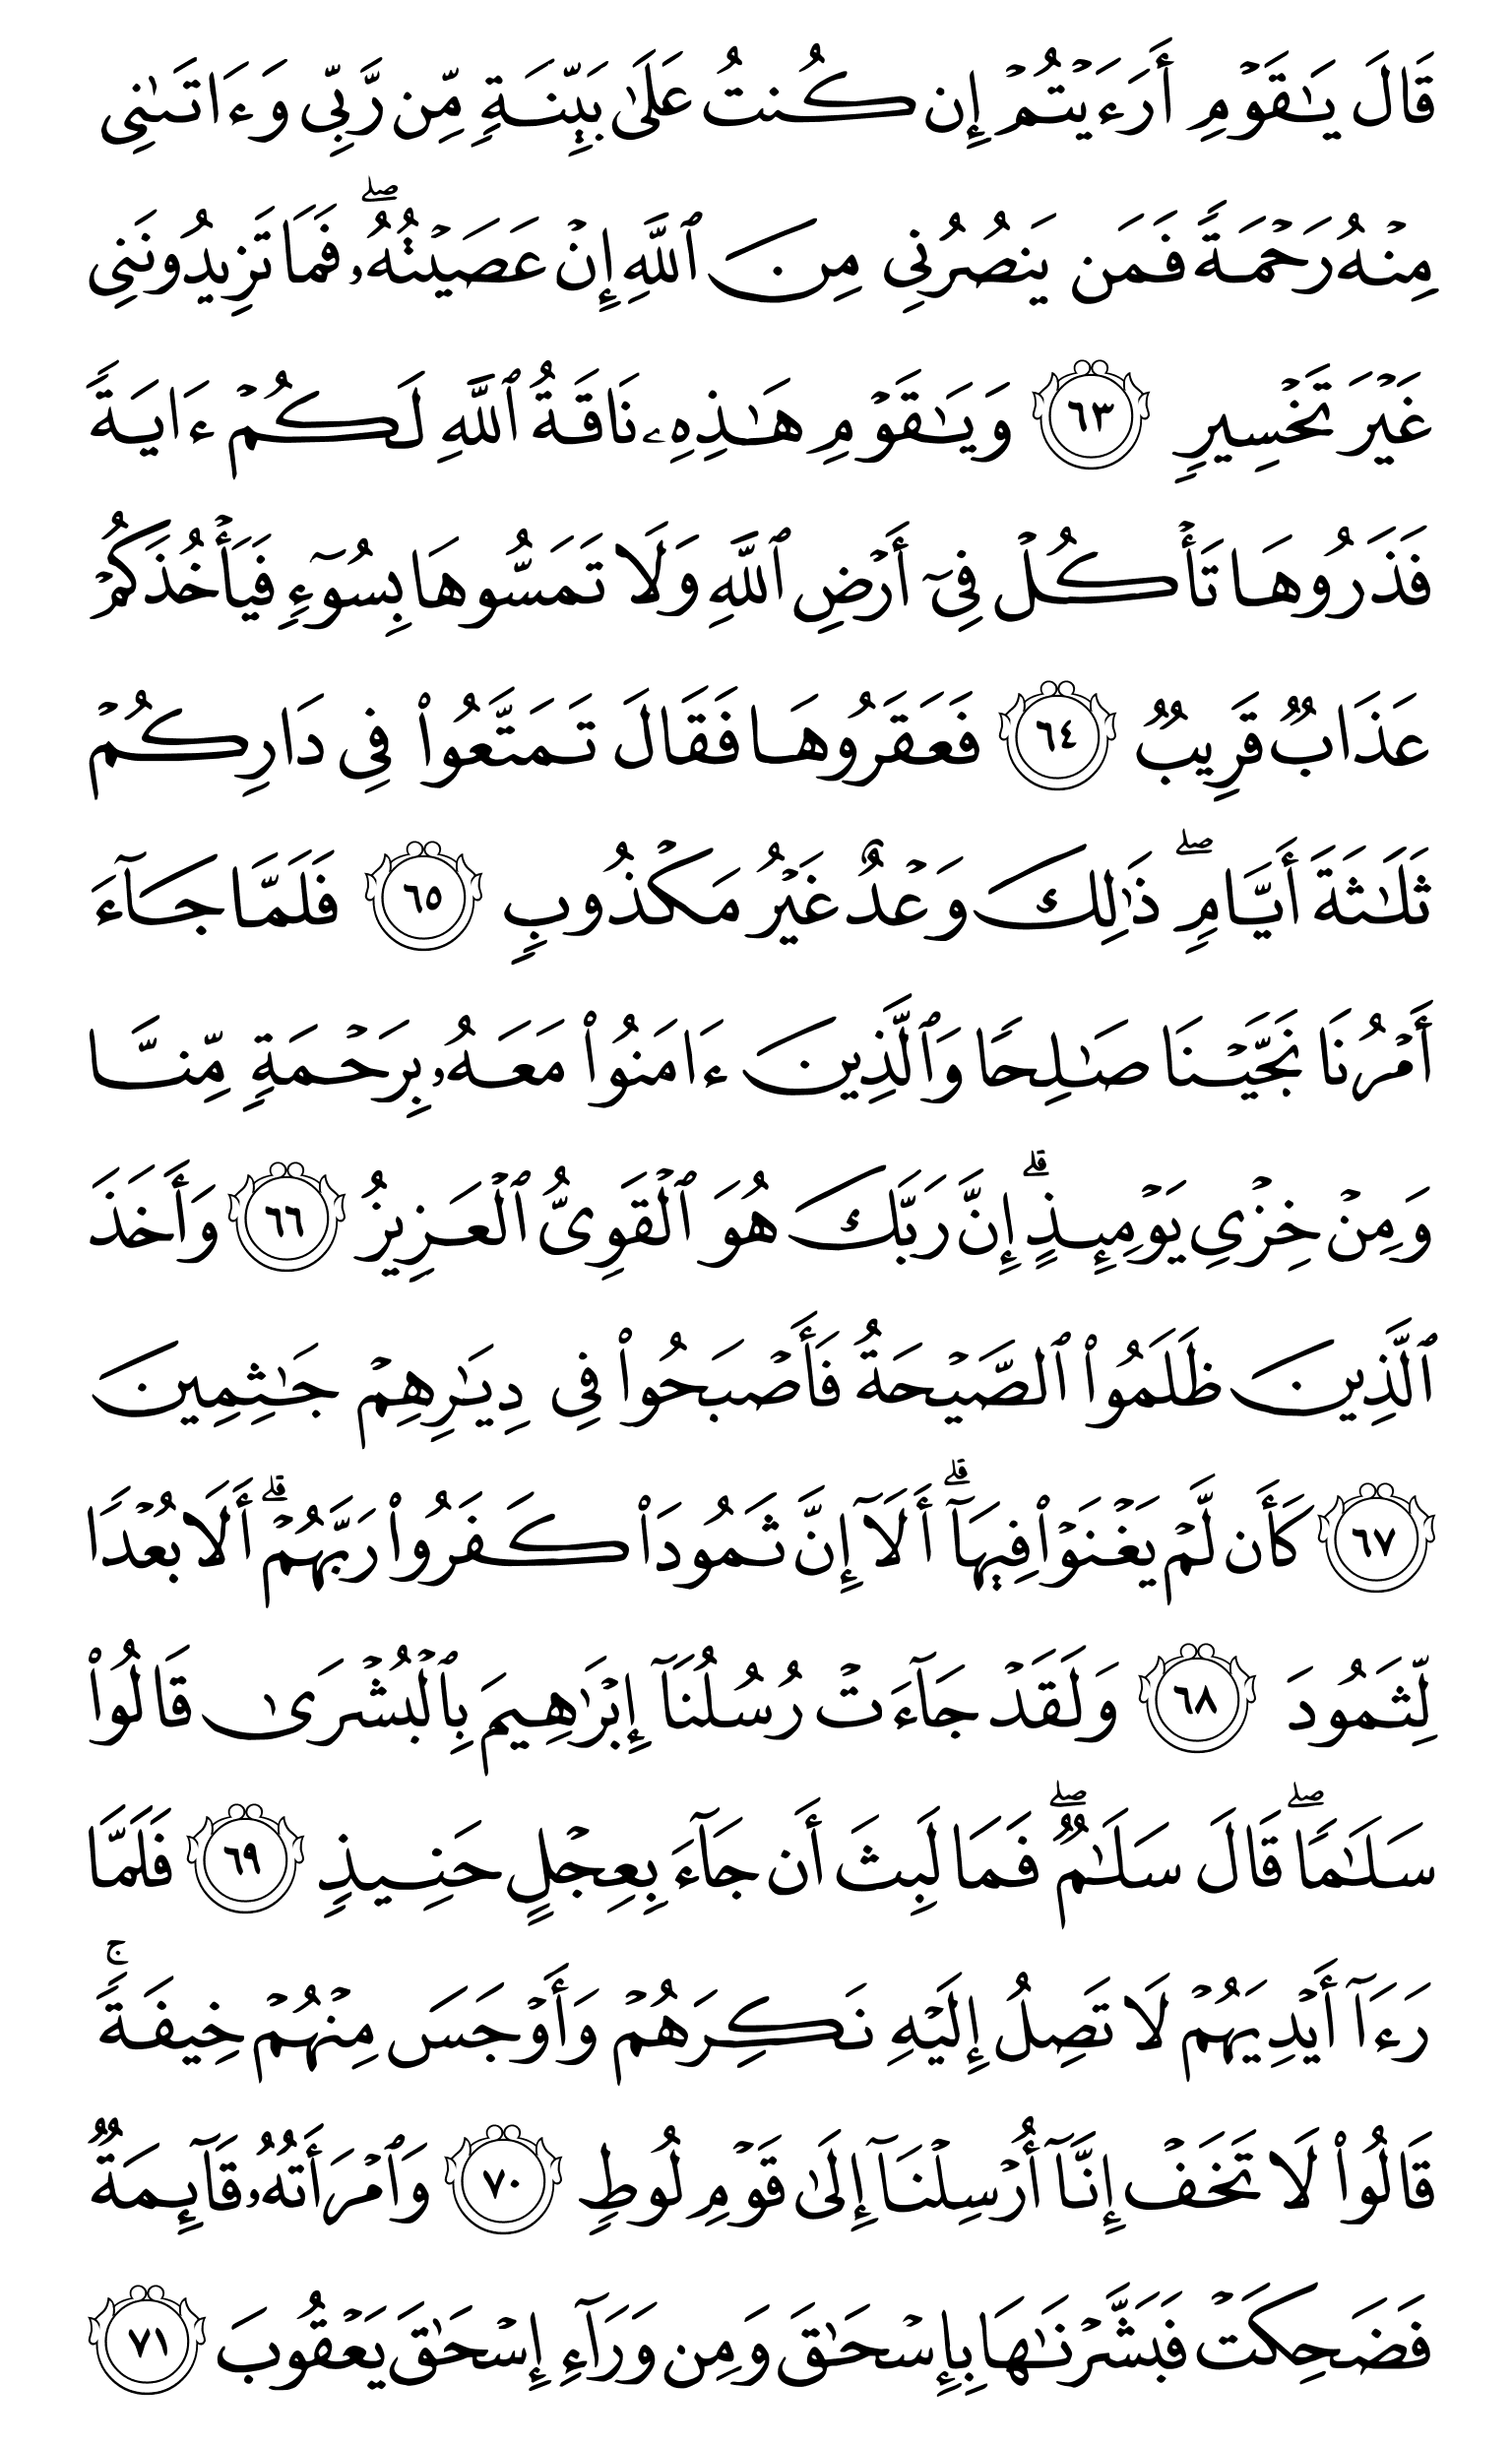 قَالَ يَٰقَوْمِ أَرَءَيْتُمْ إِن كُنتُ عَلَىٰ بَيِّنَةٍ مِّن رَّبِّى وَءَاتَىٰنِى
مِنْهُ رَحْمَةً فَمَن يَنصُرُنِى مِنَ ٱللَّهِ إِنْ عَصَيْتُهُۥ ۖ فَمَا تَزِيدُونَنِى
غَيْرَ تَخْسِيرٍ ٦٣ وَيَٰقَوْمِ هَٰذِهِۦ نَاقَةُ ٱللَّهِ لَكُمْ ءَايَةً
فَذَرُوهَا تَأْكُلْ فِىٓ أَرْضِ ٱللَّهِ وَلَا تَمَسُّوهَا بِسُوٓءٍ فَيَأْخُذَكُمْ
عَذَابٌ قَرِيبٌ ٦٤ فَعَقَرُوهَا فَقَالَ تَمَتَّعُوا۟ فِى دَارِكُمْ
ثَلَٰثَةَ أَيَّامٍ ۖ ذَٰلِكَ وَعْدٌ غَيْرُ مَكْذُوبٍ ٦٥ فَلَمَّا جَآءَ
أَمْرُنَا نَجَّيْنَا صَٰلِحًا وَٱلَّذِينَ ءَامَنُوا۟ مَعَهُۥ بِرَحْمَةٍ مِّنَّا
وَمِنْ خِزْىِ يَوْمِئِذٍ ۗ إِنَّ رَبَّكَ هُوَ ٱلْقَوِىُّ ٱلْعَزِيزُ ٦٦ وَأَخَذَ
ٱلَّذِينَ ظَلَمُوا۟ ٱلصَّيْحَةُ فَأَصْبَحُوا۟ فِى دِيَٰرِهِمْ جَٰثِمِينَ
٦٧ كَأَن لَّمْ يَغْنَوْا۟ فِيهَآ ۗ أَلَآ إِنَّ ثَمُودَا۟ كَفَرُوا۟ رَبَّهُمْ ۗ أَلَا بُعْدًا
لِّثَمُودَ ٦٨ وَلَقَدْ جَآءَتْ رُسُلُنَآ إِبْرَٰهِيمَ بِٱلْبُشْرَىٰ قَالُوا۟
سَلَٰمًا ۖ قَالَ سَلَٰمٌ ۖ فَمَا لَبِثَ أَن جَآءَ بِعِجْلٍ حَنِيذٍ ٦٩ فَلَمَّا
رَءَآ أَيْدِيَهُمْ لَا تَصِلُ إِلَيْهِ نَكِرَهُمْ وَأَوْجَسَ مِنْهُمْ خِيفَةً ۚ
قَالُوا۟ لَا تَخَفْ إِنَّآ أُرْسِلْنَآ إِلَىٰ قَوْمِ لُوطٍ ٧٠ وَٱمْرَأَتُهُۥ قَآئِمَةٌ
فَضَحِكَتْ فَبَشَّرْنَٰهَا بِإِسْحَٰقَ وَمِن وَرَآءِ إِسْحَٰقَ يَعْقُوبَ ٧١